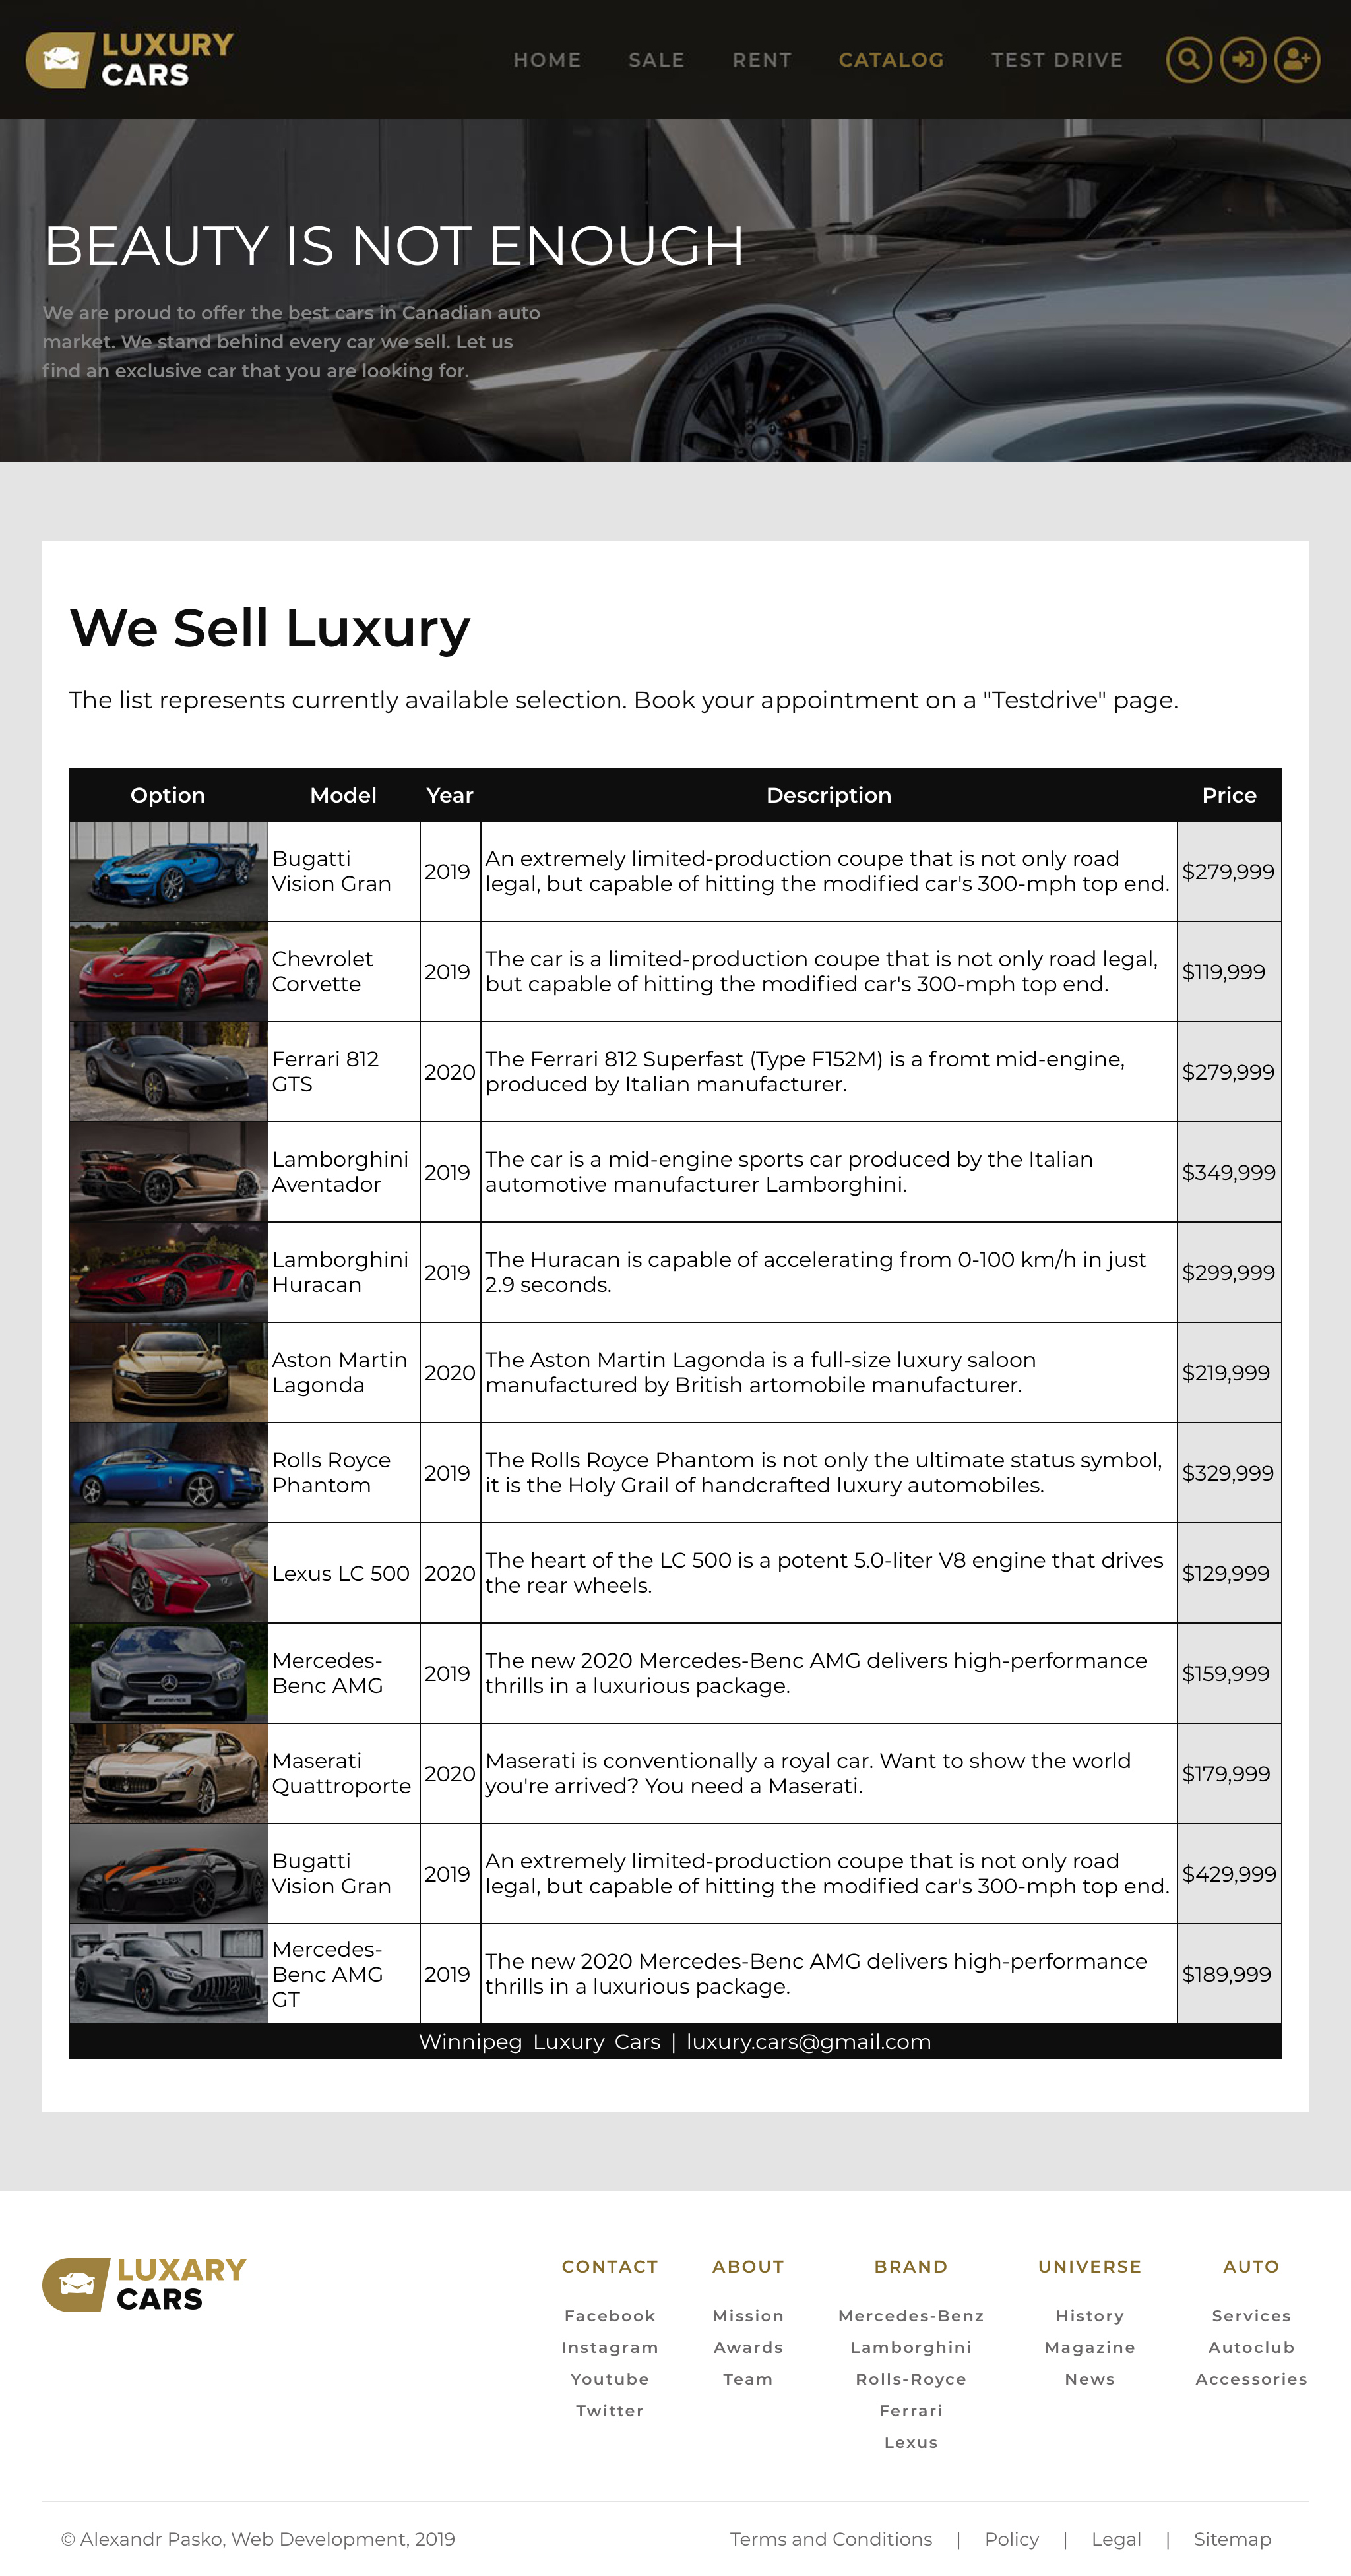 LUXURY
CARS
HOME SALE RENT CATALOG TEST DRIVE
BEAUTY IS NOT ENOUGH
We are proud to offer the best cars in Canadian auto
market. We stand behind every car we sell. Let us
find an exclusive car that you are looking for.
We Sell Luxury
The list represents currently available selection. Book your appointment on a "Testdrive" page.
Option Model Year Description Price
Bugatti
Vision Gran
2019
An extremely limited-production coupe that is not only road
legal, but capable of hitting the modified car's 300-mph top end.
$279,999
Chevrolet
Corvette
2019
The car is a limited-production coupe that is not only road legal,
but capable of hitting the modified car's 300-mph top end.
$119,999
Ferrari 812
GTS
2020
The Ferrari 812 Superfast (Type F152M) is a fromt mid-engine,
produced by Italian manufacturer.
$279,999
Lamborghini
Aventador
2019
The car is a mid-engine sports car produced by the Italian
automotive manufacturer Lamborghini.
$349,999
Lamborghini
Huracan
2019
The Huracan is capable of accelerating from 0-100 km/h in just
2.9 seconds.
$299,999
Aston Martin
Lagonda
2020
The Aston Martin Lagonda is a full-size luxury saloon
manufactured by British artomobile manufacturer.
$219,999
Rolls Royce
Phantom
2019
The Rolls Royce Phantom is not only the ultimate status symbol,
it is the Holy Grail of handcrafted luxury automobiles.
$329,999
Lexus LC 500
2020
The heart of the LC 500 is a potent 5.0-liter V8 engine that drives
the rear wheels.
$129,999
Mercedes-
Benc AMG
2019
The new 2020 Mercedes-Benc AMG delivers high-performance
thrills in a luxurious package.
$159,999
Maserati
Quattroporte
2020
Maserati is conventionally a royal car. Want to show the world
you're arrived? You need a Maserati.
$179,999
Bugatti
Vision Gran
2019
An extremely limited-production coupe that is not only road
legal, but capable of hitting the modified car's 300-mph top end.
$429,999
Mercedes-
Benc AMG
GT
2019
The new 2020 Mercedes-Benc AMG delivers high-performance
thrills in a luxurious package.
$189,999
Winnipeg Luxury Cars | luxury.cars@gmail.com
LUXARY
CARS
CONTACT
Facebook
Instagram
Youtube
Twitter
ABOUT
Mission
Awards
Team
BRAND
Mercedes-Benz
Lamborghini
Rolls-Royce
Ferrari
Lexus
UNIVERSE
History
Magazine
News
AUTO
Services
Autoclub
Accessories
© Alexandr Pasko, Web Development, 2019
Terms and Conditions | Policy | Legal | Sitemap